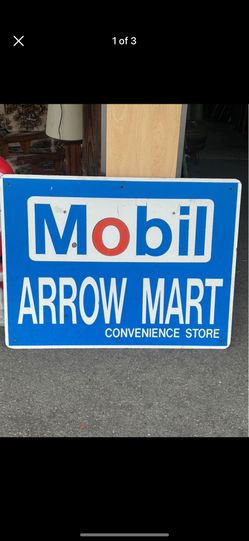 1 of 3
Mobil
ARROW MART
CONVENIENCE STORE